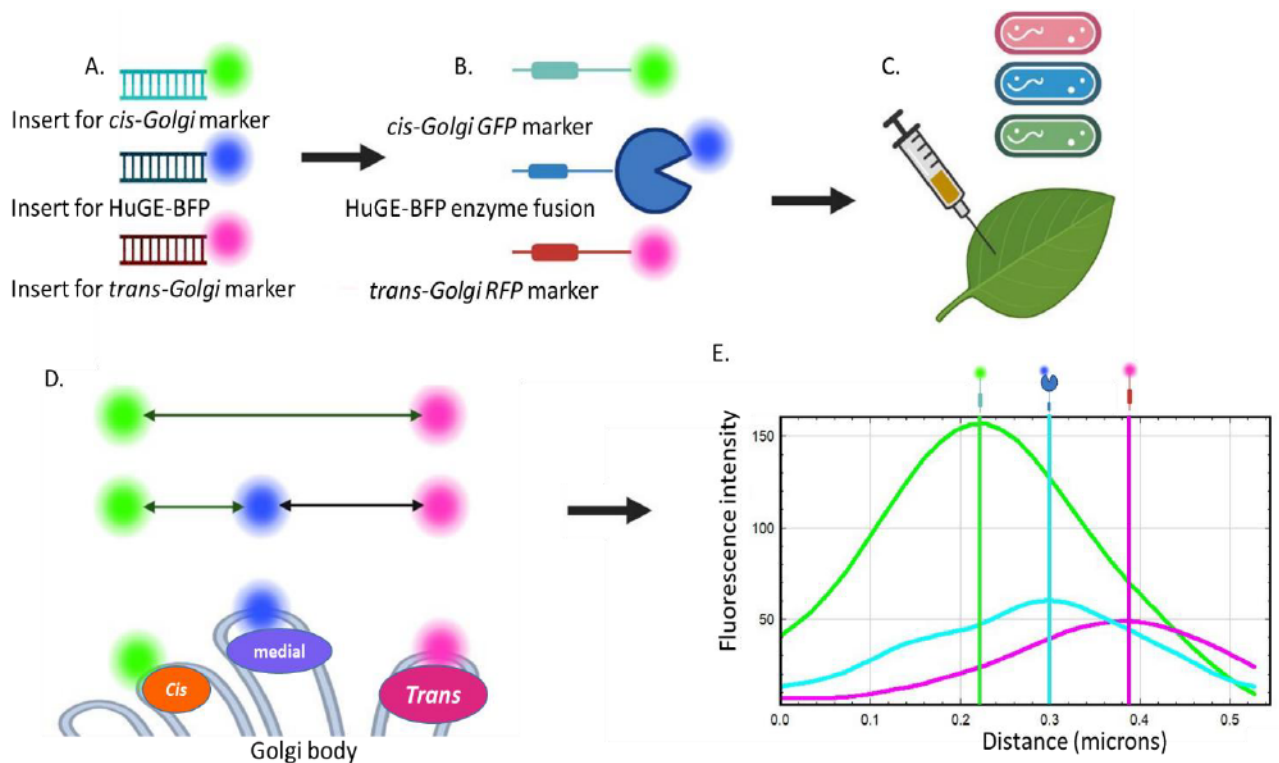 A.
Insert for cis-Golgi marker
Insert for HuGE-BFP
Insert for trans-Golgi marker
B.
cis-Golgi GFP marker
HuGE-BFP enzyme fusion
trans-Golgi RFP marker
C.
D.
Cis
medial
Trans
Golgi body
E.
Fluorescence intensity
150
100
50
0.0 0.1 0.2 0.3 0.4 0.5
Distance (microns)